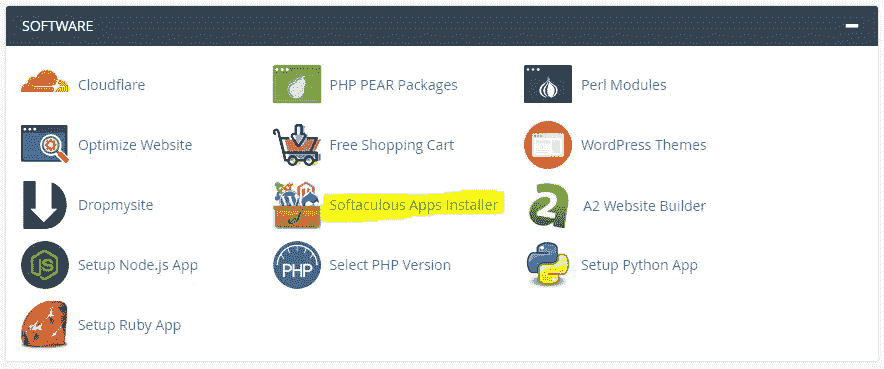 SOFTWARE
Cloudflare
PHP PEAR Packages
Perl Modules
Optimize Website
Free Shopping Cart
WordPress Themes
Dropmysite
Softaculous Apps Installer
A2 Website Builder
Setup Node.js App
PHP
Select PHP Version
Setup Python App
Setup Ruby App